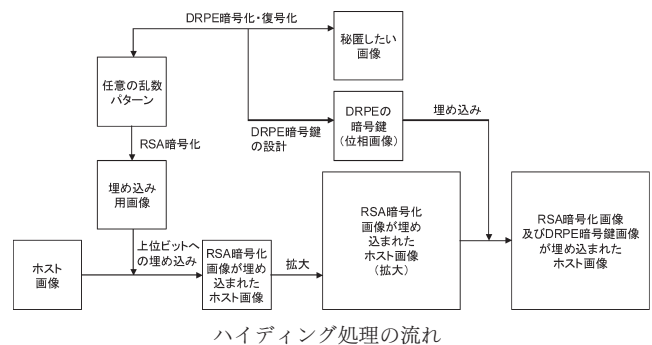 DRPE暗号化・復号化
秘匿したい
画像
任意の乱数
パターン
DRPE暗号鍵
の設計
DRPEの
暗号鍵
(位相画像)
埋め込み
RSA暗号化
埋め込み
用画像
上位ビットへ
の埋め込み
ホスト
画像
RSA暗号化
画像が埋め
込まれた
ホスト画像
拡大
RSA暗号化
画像が埋め
込まれた
ホスト画像
(拡大)
RSA暗号化画像
及びDRPE暗号鍵画像
が埋め込まれた
ホスト画像
ハイディング処理の流れ